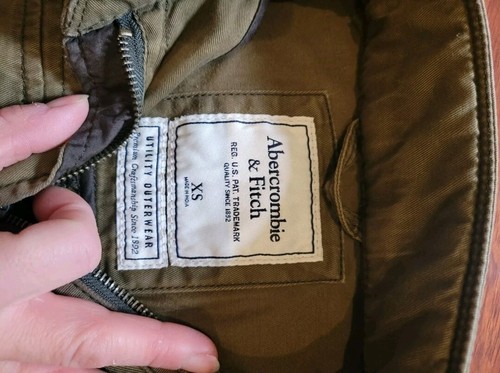 Abercrombie
& Fitch
REG. U.S. PAT. TRADEMARK
QUALITY SINCE 1892
XS
MADE IN INDIA
UTILITY OUTERWEAR
Premium Craftsmanship Since 1892